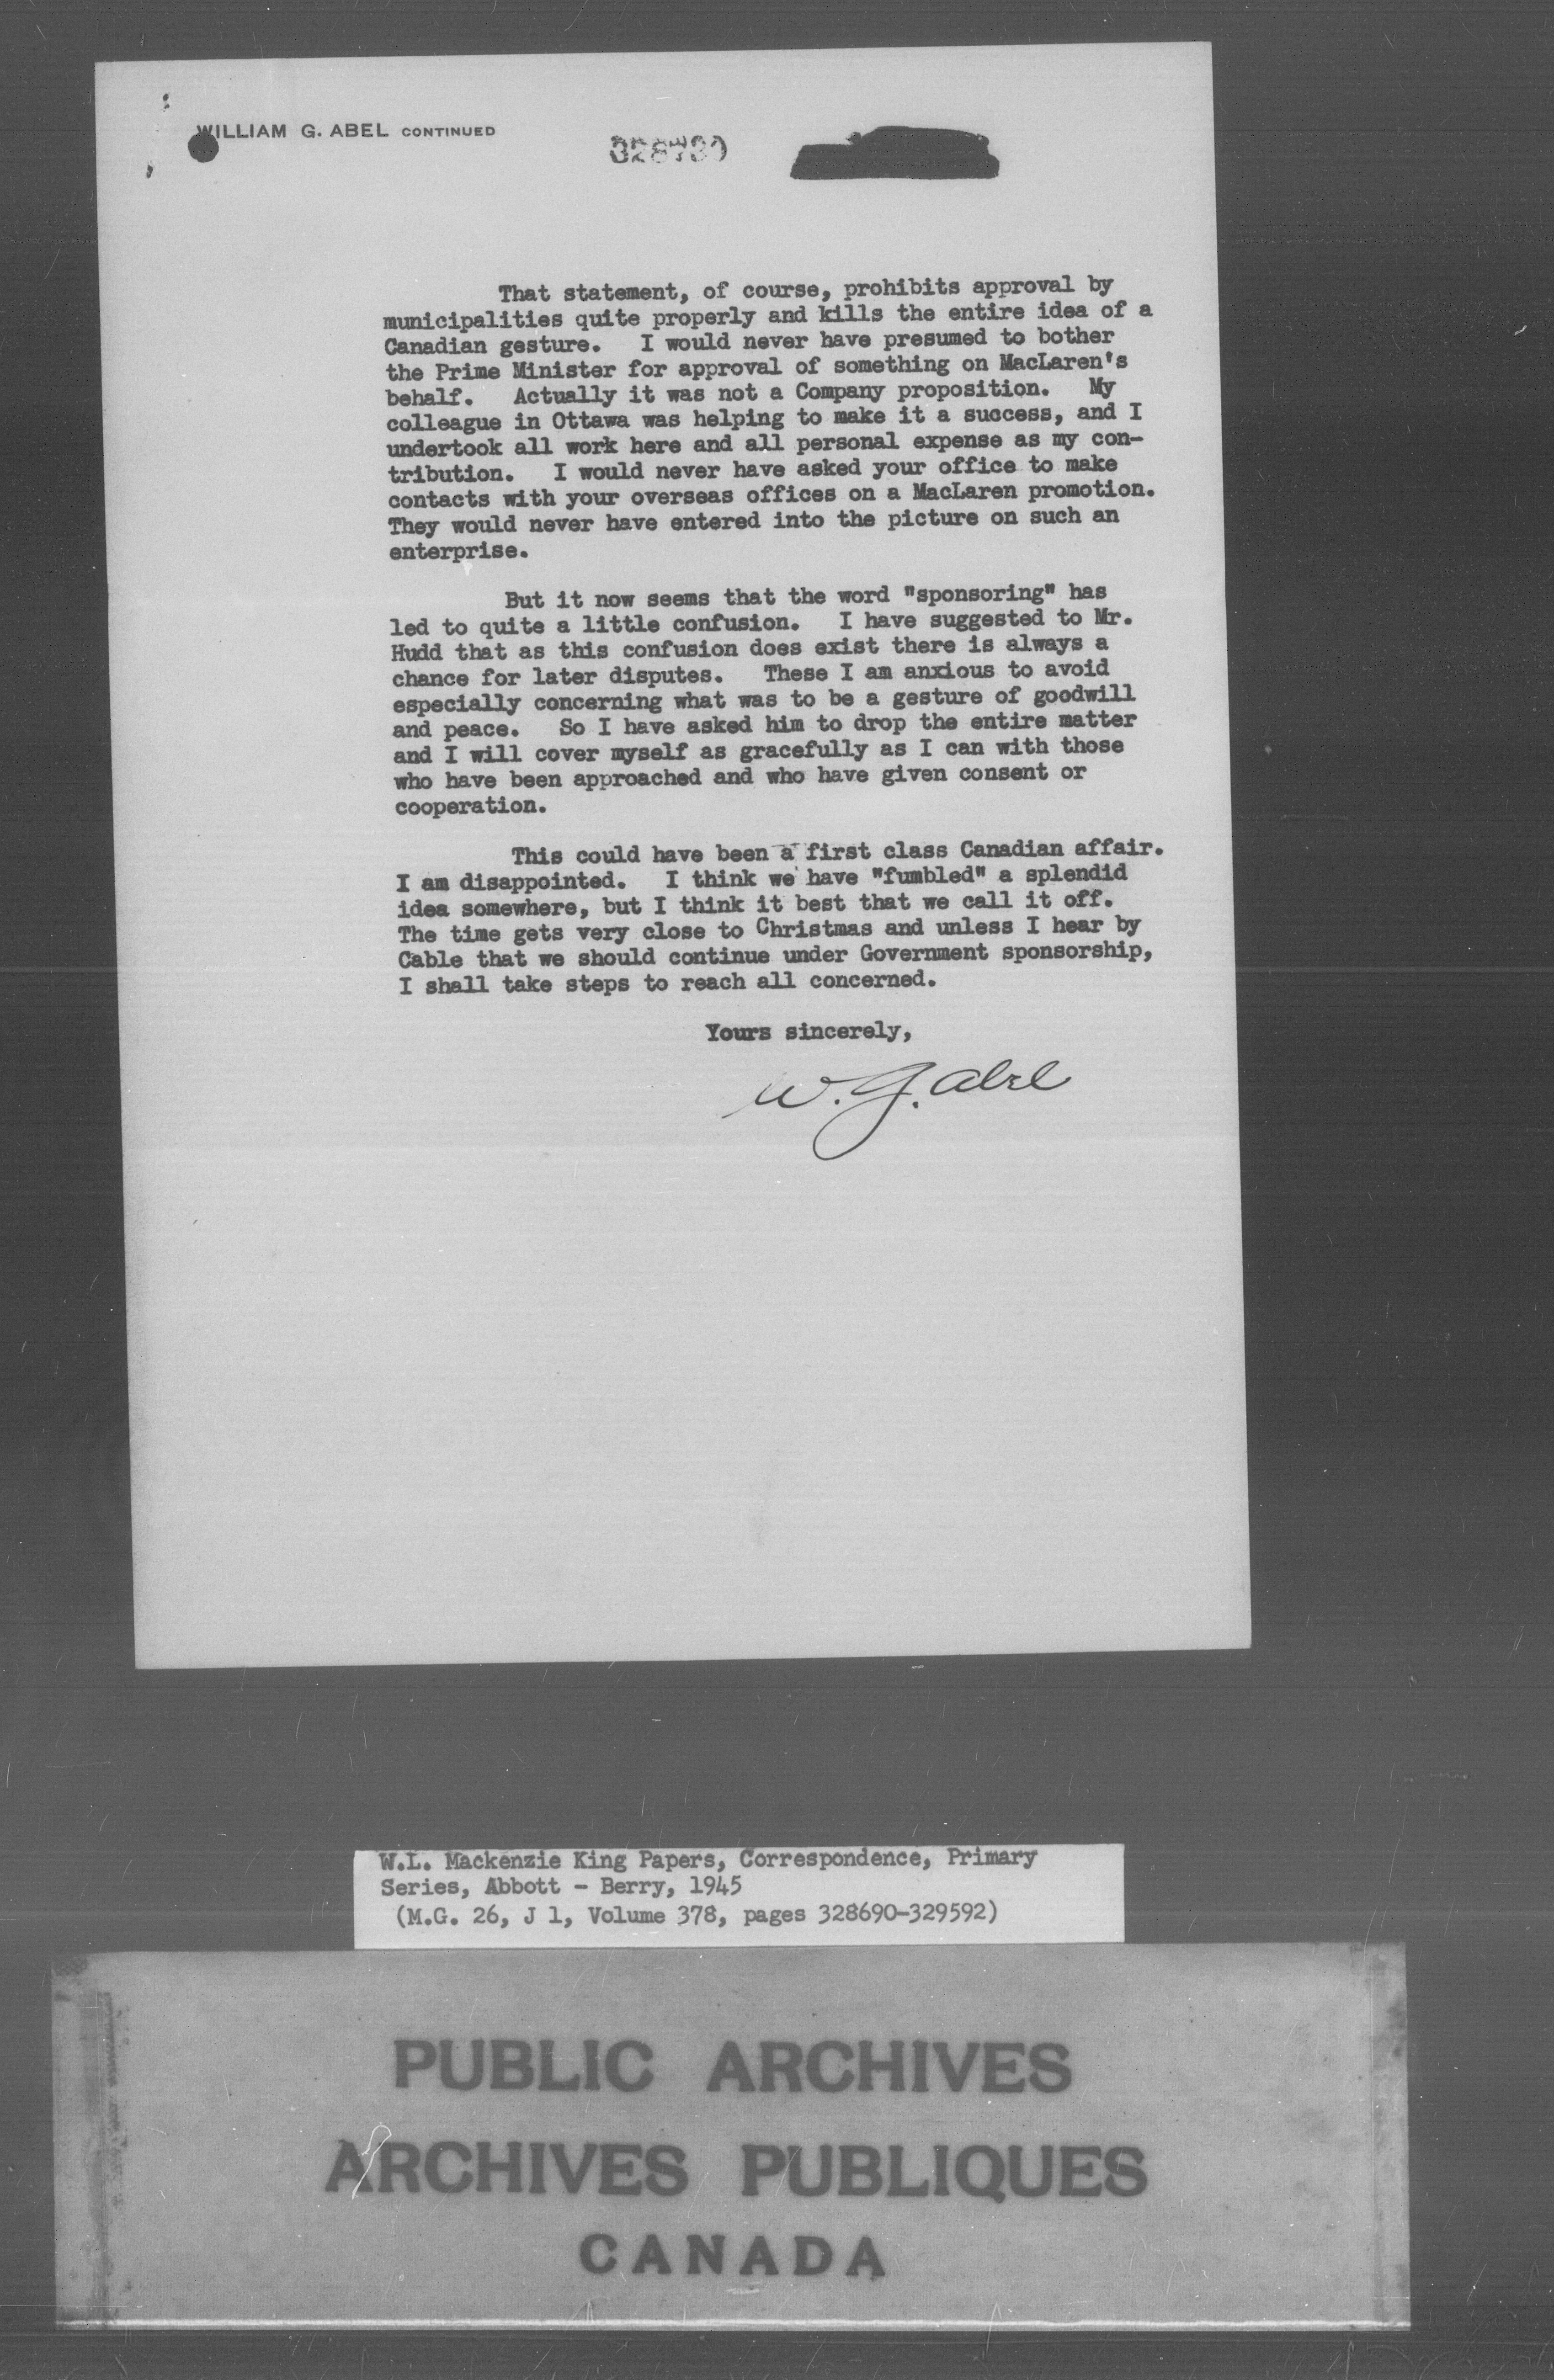 WILLIAM G. ABEL CONTINUED
328730
That statement, of course, prohibits approval by
municipalities quite properly and kills the entire idea of a
Canadian gesture. I would never have presumed to bother
the Prime Minister for approval of something on MacLaren's
behalf. Actually it was not a Company proposition. My
colleague in Ottawa was helping to make it a success, and I
undertook all work here and all personal expense as my con-
tribution. I would never have asked your office to make
contacts with your overseas offices on a MacLaren promotion.
They would never have entered into the picture on such an
enterprise.
But it now seems that the word "sponsoring" has
led to quite a little confusion. I have suggested to Mr.
Hudd that as this confusion does exist there is always a
chance for later disputes. These I am anxious to avoid
especially concerning what was to be a gesture of goodwill
and peace. So I have asked him to drop the entire matter
and I will cover myself as gracefully as I can with those
who have been approached and who have given consent or
cooperation.
This could have been a first class Canadian affair.
I am disappointed. I think we have "fumbled" a splendid
idea somewhere, but I think it best that we call it off.
The time gets very close to Christmas and unless I hear by
Cable that we should continue under Government sponsorship,
I shall take steps to reach all concerned.
Yours sincerely,
W. G. Abel
W.L. Mackenzie King Papers, Correspondence, Primary
Series, Abbott - Berry, 1945
(M.G. 26, J 1, Volume 378, pages 328690-329592)
PUBLIC ARCHIVES
ARCHIVES PUBLIQUES
CANADA